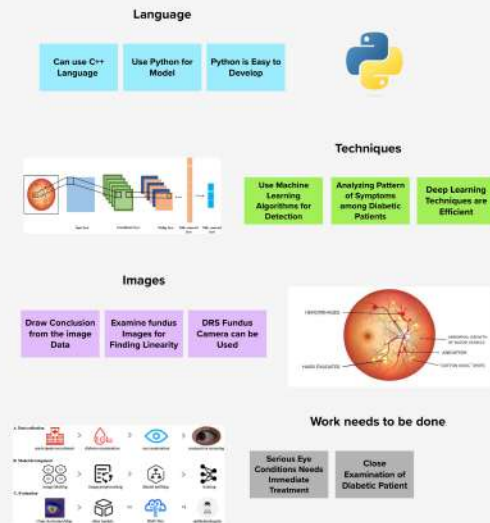 Language
Can use C++
Language
Use Python for
Model
Python is Easy to
Develop
Techniques
Use Machine
Learning
Algorithms for
Detection
Analyzing Pattern
of Symptoms
among Diabetic
Patients
Deep Learning
Techniques are
Efficient
Images
Draw Conclusion
from the image
Data
Examine fundus
Images for
Finding Linearity
DRS Fundus
Camera can be
Used
HEMORRHAGES
HARD EXUDATES
ABNORMAL GROWTH
OF BLOOD VESSELS
ANEURYSM
Work needs to be done
Serious Eye
Conditions Needs
Immediate
Treatment
Close
Examination of
Diabetic Patient